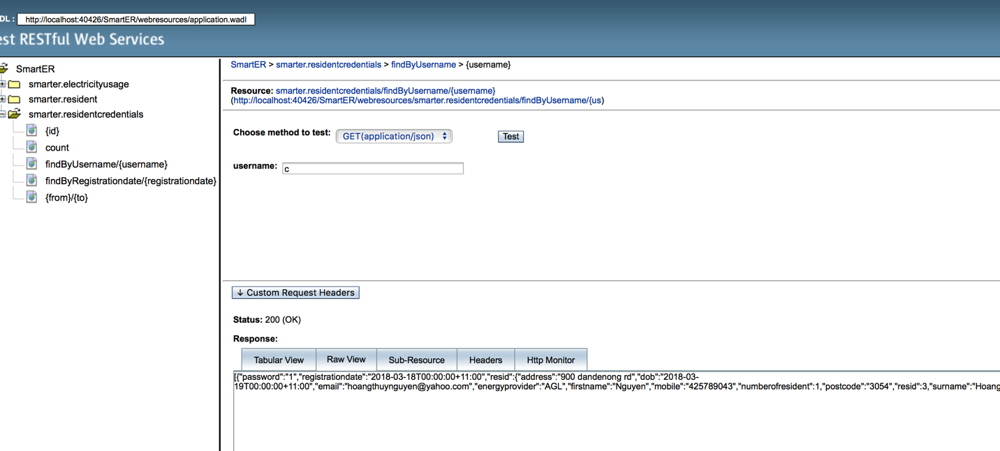 DL : http://localhost:40426/SmartER/webresources/application.wadl
est RESTful Web Services
SmartER
smarter.electricityusage
smarter.resident
smarter.residentcredentials
{id}
count
findByUsername/{username}
findByRegistrationdate/{registrationdate}
{from}/{to}
SmartER > smarter.residentcredentials > findByUsername > {username}
Resource: smarter.residentcredentials/findByUsername/{username}
(http://localhost:40426/SmartER/webresources/smarter.residentcredentials/findByUsername/{us)
Choose method to test: GET(application/json) Test
username: c
↓ Custom Request Headers
Status: 200 (OK)
Response:
Tabular View Raw View Sub-Resource Headers Http Monitor
[{"password":"1","registrationdate":"2018-03-18T00:00:00+11:00","resid":{"address":"900 dandenong rd","dob":"2018-03-
19T00:00:00+11:00","email":"hoangthuynguyen@yahoo.com","energyprovider":"AGL","firstname":"Nguyen","mobile":"425789043","numberofresident":1,"postcode":"3054","resid":3,"surname":"Hoang